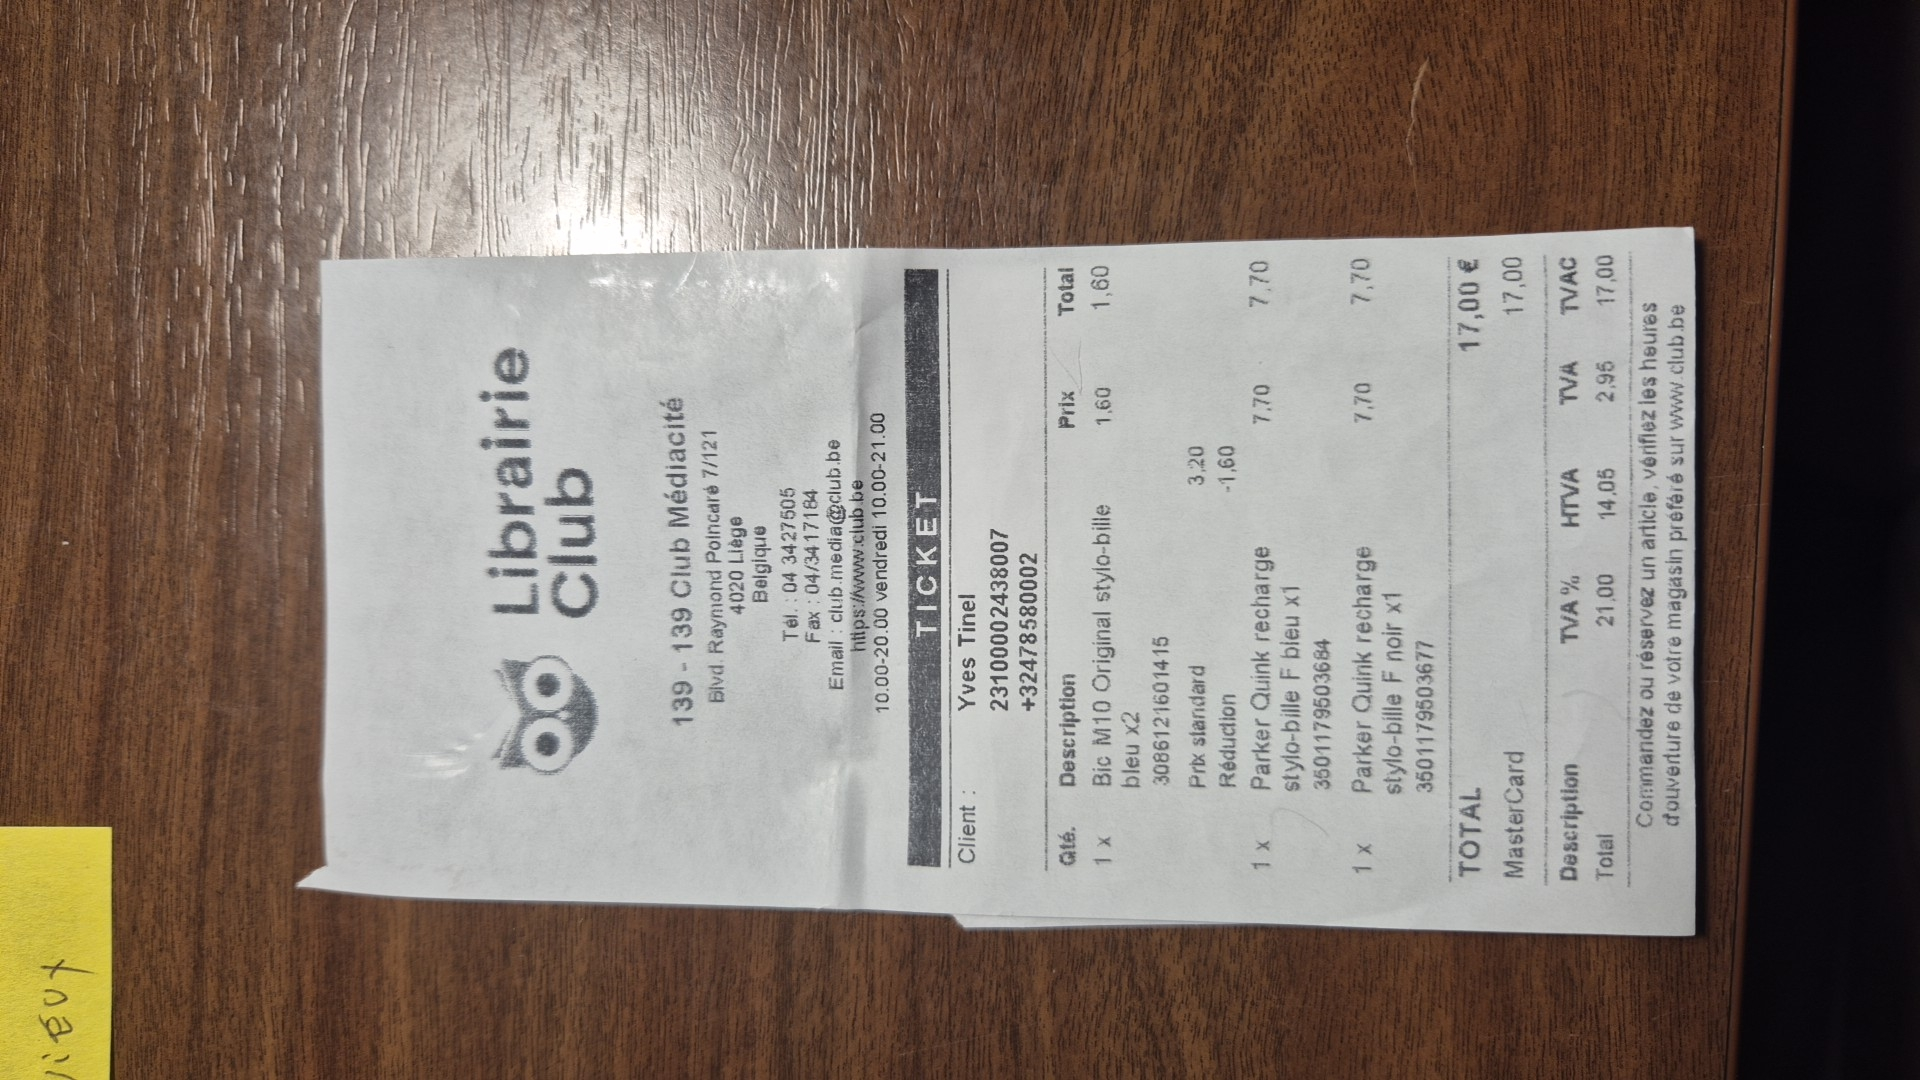 Librairie
Club
139 - 139 Club Médiacité
Blvd. Raymond Poincaré 7/121
4020 Liège
Belgique
Tél. : 04 3427505
Fax : 04/3417184
Email : club.media@club.be
https://www.club.be
10.00-20.00 vendredi 10.00-21.00
TICKET
Client : Yves Tinel
23100002438007
+32478580002
Qté. Description Prix Total
1 x Bic M10 Original stylo-bille 1,60 1,60
bleu x2
3086121601415
Prix standard 3,20
Réduction -1,60
1 x Parker Quink recharge 7,70 7,70
stylo-bille F bleu x1
3501179503684
1 x Parker Quink recharge 7,70 7,70
stylo-bille F noir x1
3501179503677
TOTAL 17,00 €
MasterCard 17,00
Description TVA % HTVA TVA TVAC
Total 21,00 14,05 2,95 17,00
Commandez ou réservez un article, vérifiez les heures
d'ouverture de votre magasin préféré sur www.club.be